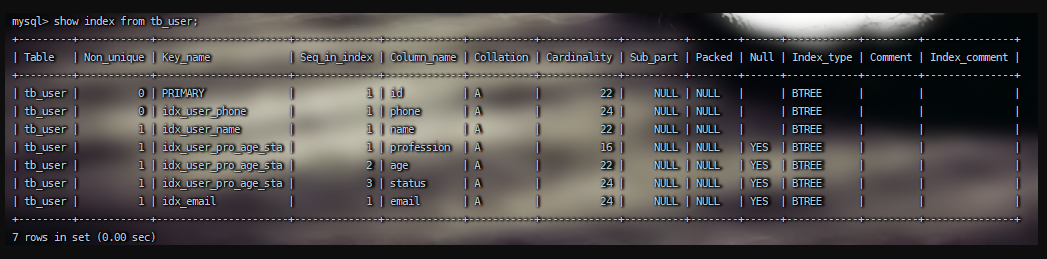 mysql> show index from tb_user;
+---------+------------+----------------------+--------------+-------------+-----------+-------------+----------+--------+------+------------+---------+---------------+
| Table   | Non_unique | Key_name             | Seq_in_index | Column_name | Collation | Cardinality | Sub_part | Packed | Null | Index_type | Comment | Index_comment |
+---------+------------+----------------------+--------------+-------------+-----------+-------------+----------+--------+------+------------+---------+---------------+
| tb_user |          0 | PRIMARY              |            1 | id          | A         |          22 |     NULL | NULL   |      | BTREE      |         |               |
| tb_user |          0 | idx_user_phone       |            1 | phone       | A         |          24 |     NULL | NULL   |      | BTREE      |         |               |
| tb_user |          1 | idx_user_name        |            1 | name        | A         |          22 |     NULL | NULL   |      | BTREE      |         |               |
| tb_user |          1 | idx_user_pro_age_sta |            1 | profession  | A         |          16 |     NULL | NULL   | YES  | BTREE      |         |               |
| tb_user |          1 | idx_user_pro_age_sta |            2 | age         | A         |          22 |     NULL | NULL   | YES  | BTREE      |         |               |
| tb_user |          1 | idx_user_pro_age_sta |            3 | status      | A         |          24 |     NULL | NULL   | YES  | BTREE      |         |               |
| tb_user |          1 | idx_email            |            1 | email       | A         |          24 |     NULL | NULL   | YES  | BTREE      |         |               |
+---------+------------+----------------------+--------------+-------------+-----------+-------------+----------+--------+------+------------+---------+---------------+
7 rows in set (0.00 sec)